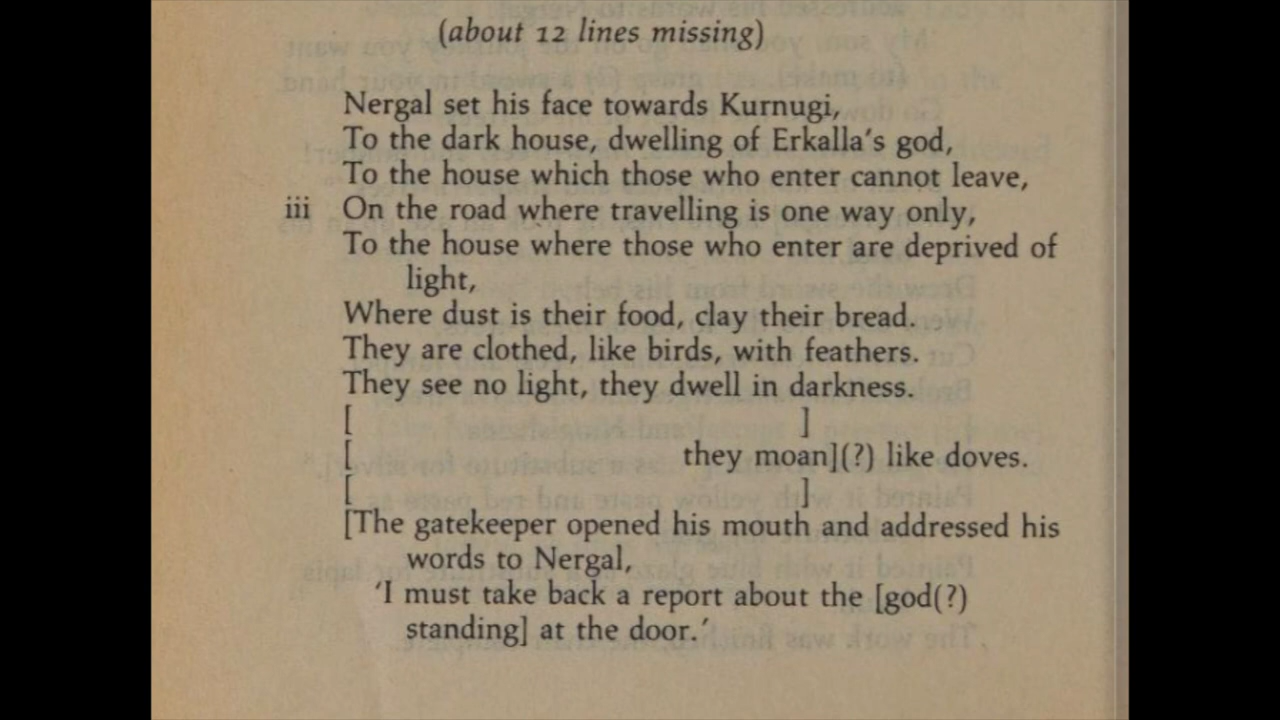 (about 12 lines missing)
Nergal set his face towards Kurnugi,
To the dark house, dwelling of Erkalla's god,
To the house which those who enter cannot leave,
iii On the road where travelling is one way only,
To the house where those who enter are deprived of
light,
Where dust is their food, clay their bread.
They are clothed, like birds, with feathers.
They see no light, they dwell in darkness.
[ ]
[ they moan](?) like doves.
[ ]
[The gatekeeper opened his mouth and addressed his
words to Nergal,
'I must take back a report about the [god(?)
standing] at the door.'